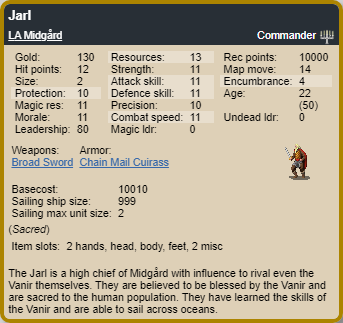 Jarl
LA Midgård Commander
Gold: 130 Resources: 13 Rec points: 10000
Hit points: 12 Strength: 11 Map move: 14
Size: 2 Attack skill: 11 Encumbrance: 4
Protection: 10 Defence skill: 11 Age: 22
Magic res: 11 Precision: 10 (50)
Morale: 11 Combat speed: 11 Undead ldr: 0
Leadership: 80 Magic ldr: 0
Weapons: Armor:
Broad Sword Chain Mail Cuirass
Basecost: 10010
Sailing ship size: 999
Sailing max unit size: 2
(Sacred)
Item slots: 2 hands, head, body, feet, 2 misc
The Jarl is a high chief of Midgård with influence to rival even the
Vanir themselves. They are believed to be blessed by the Vanir and
are sacred to the human population. They have learned the skills of
the Vanir and are able to sail across oceans.